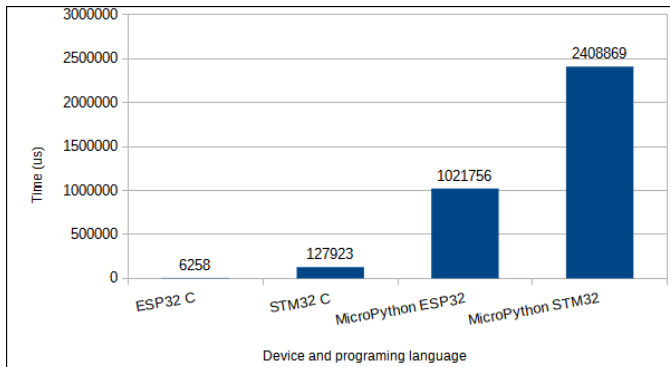 3000000
2500000
2000000
1500000
1000000
500000
0
Time (us)
6258
127923
1021756
2408869
ESP32 C
STM32 C
MicroPython ESP32
MicroPython STM32
Device and programing language